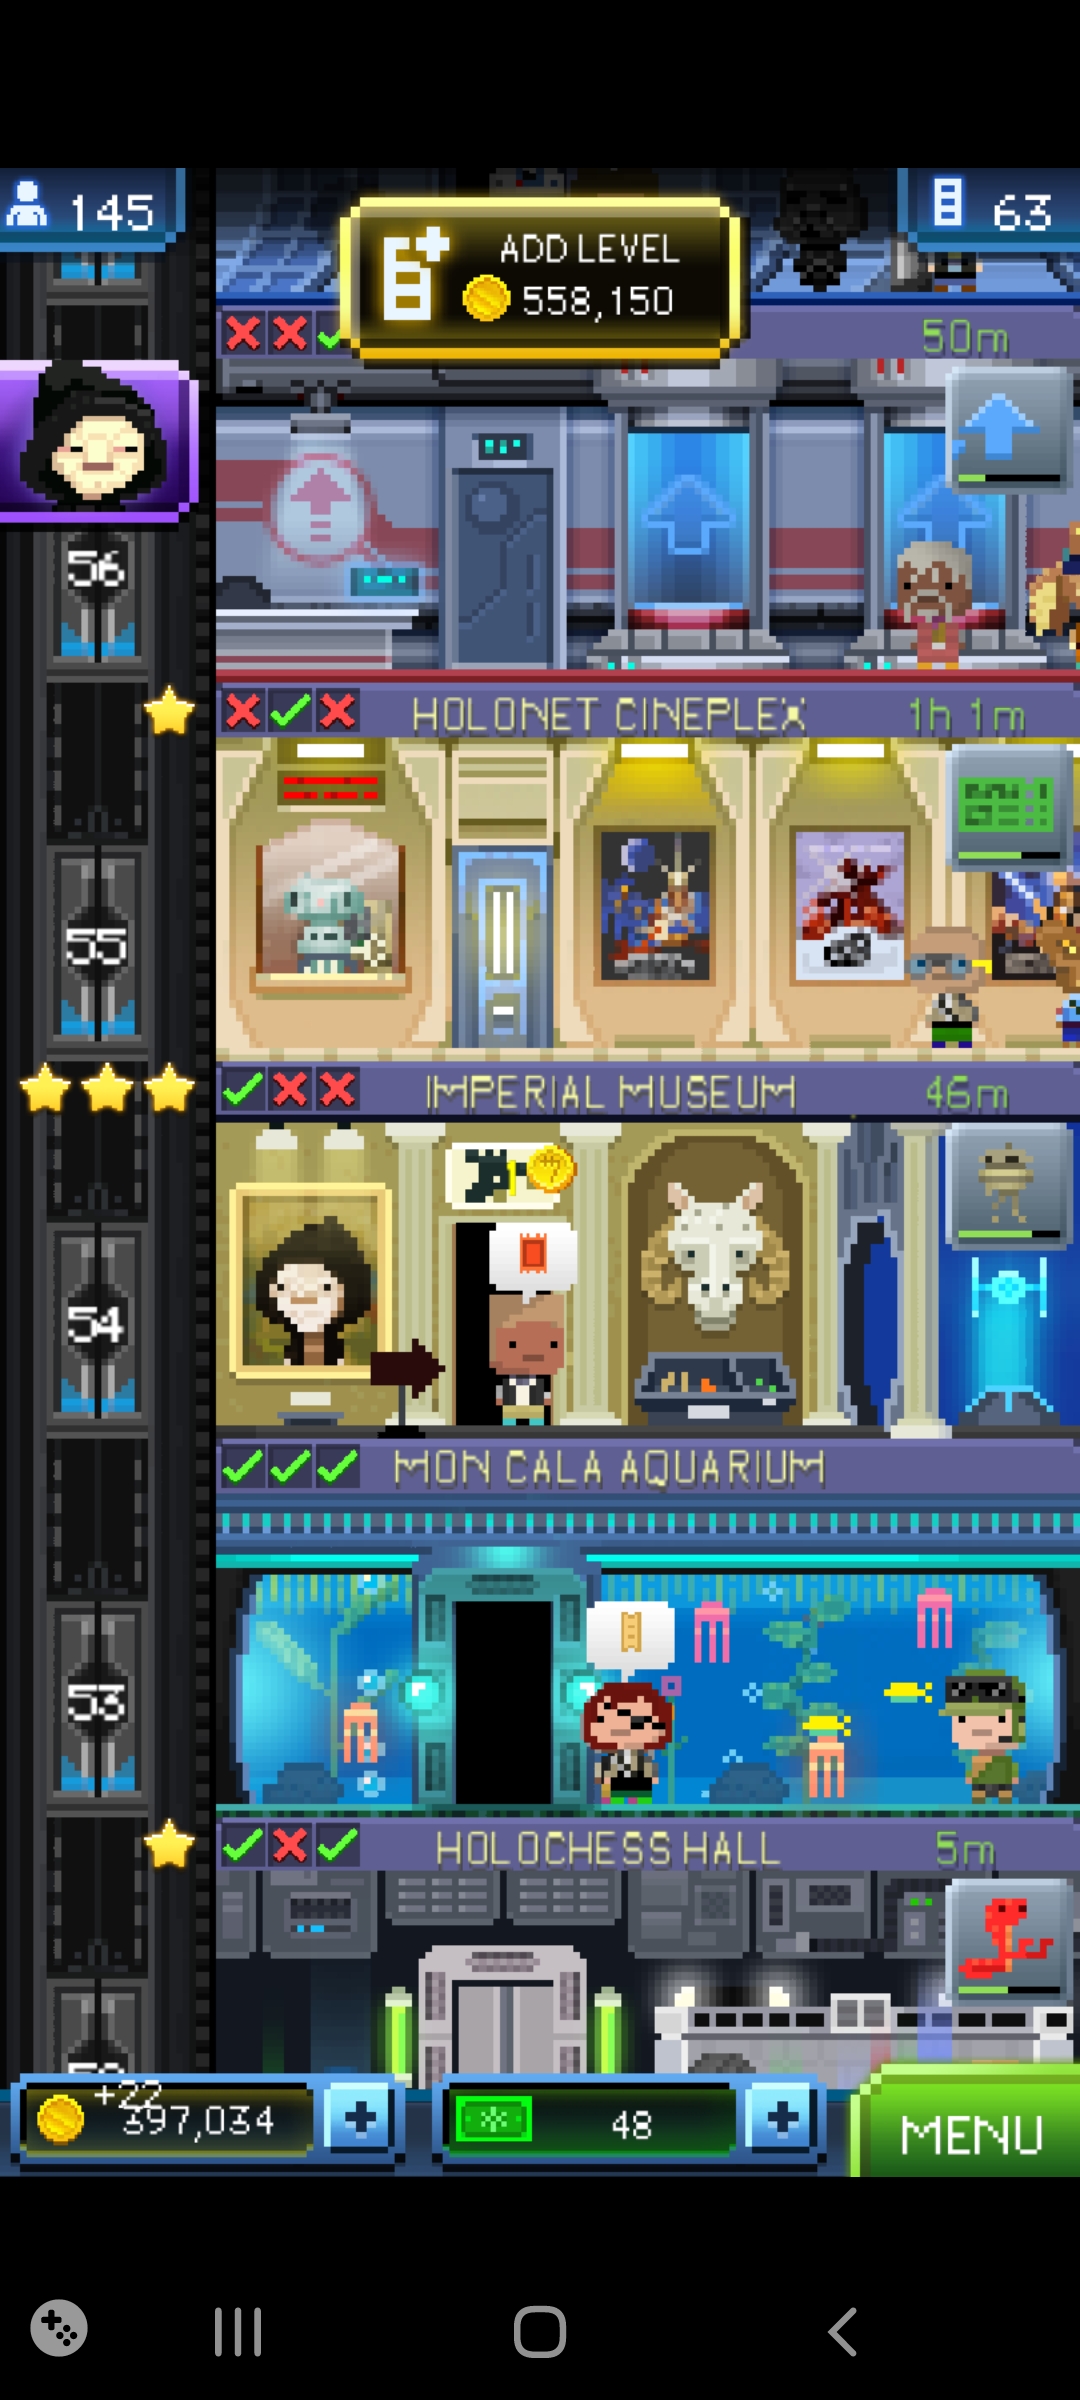 145
ADD LEVEL
558,150
63
50m
56
HOLONET CINEPLEX
1h 1m
55
IMPERIAL MUSEUM
46m
54
MON CALA AQUARIUM
53
HOLOCHESS HALL
5m
+22
397,034
48
MENU